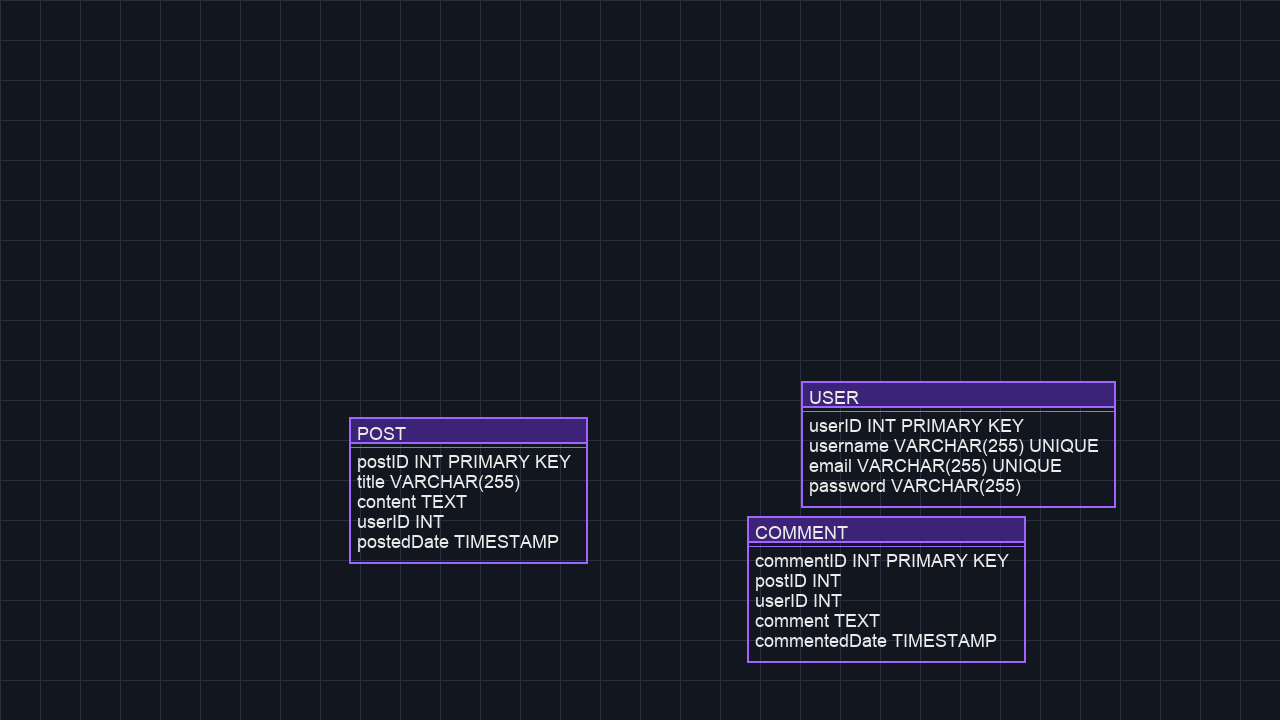 POST
postID INT PRIMARY KEY
title VARCHAR(255)
content TEXT
userID INT
postedDate TIMESTAMP
USER
userID INT PRIMARY KEY
username VARCHAR(255) UNIQUE
email VARCHAR(255) UNIQUE
password VARCHAR(255)
COMMENT
commentID INT PRIMARY KEY
postID INT
userID INT
comment TEXT
commentedDate TIMESTAMP